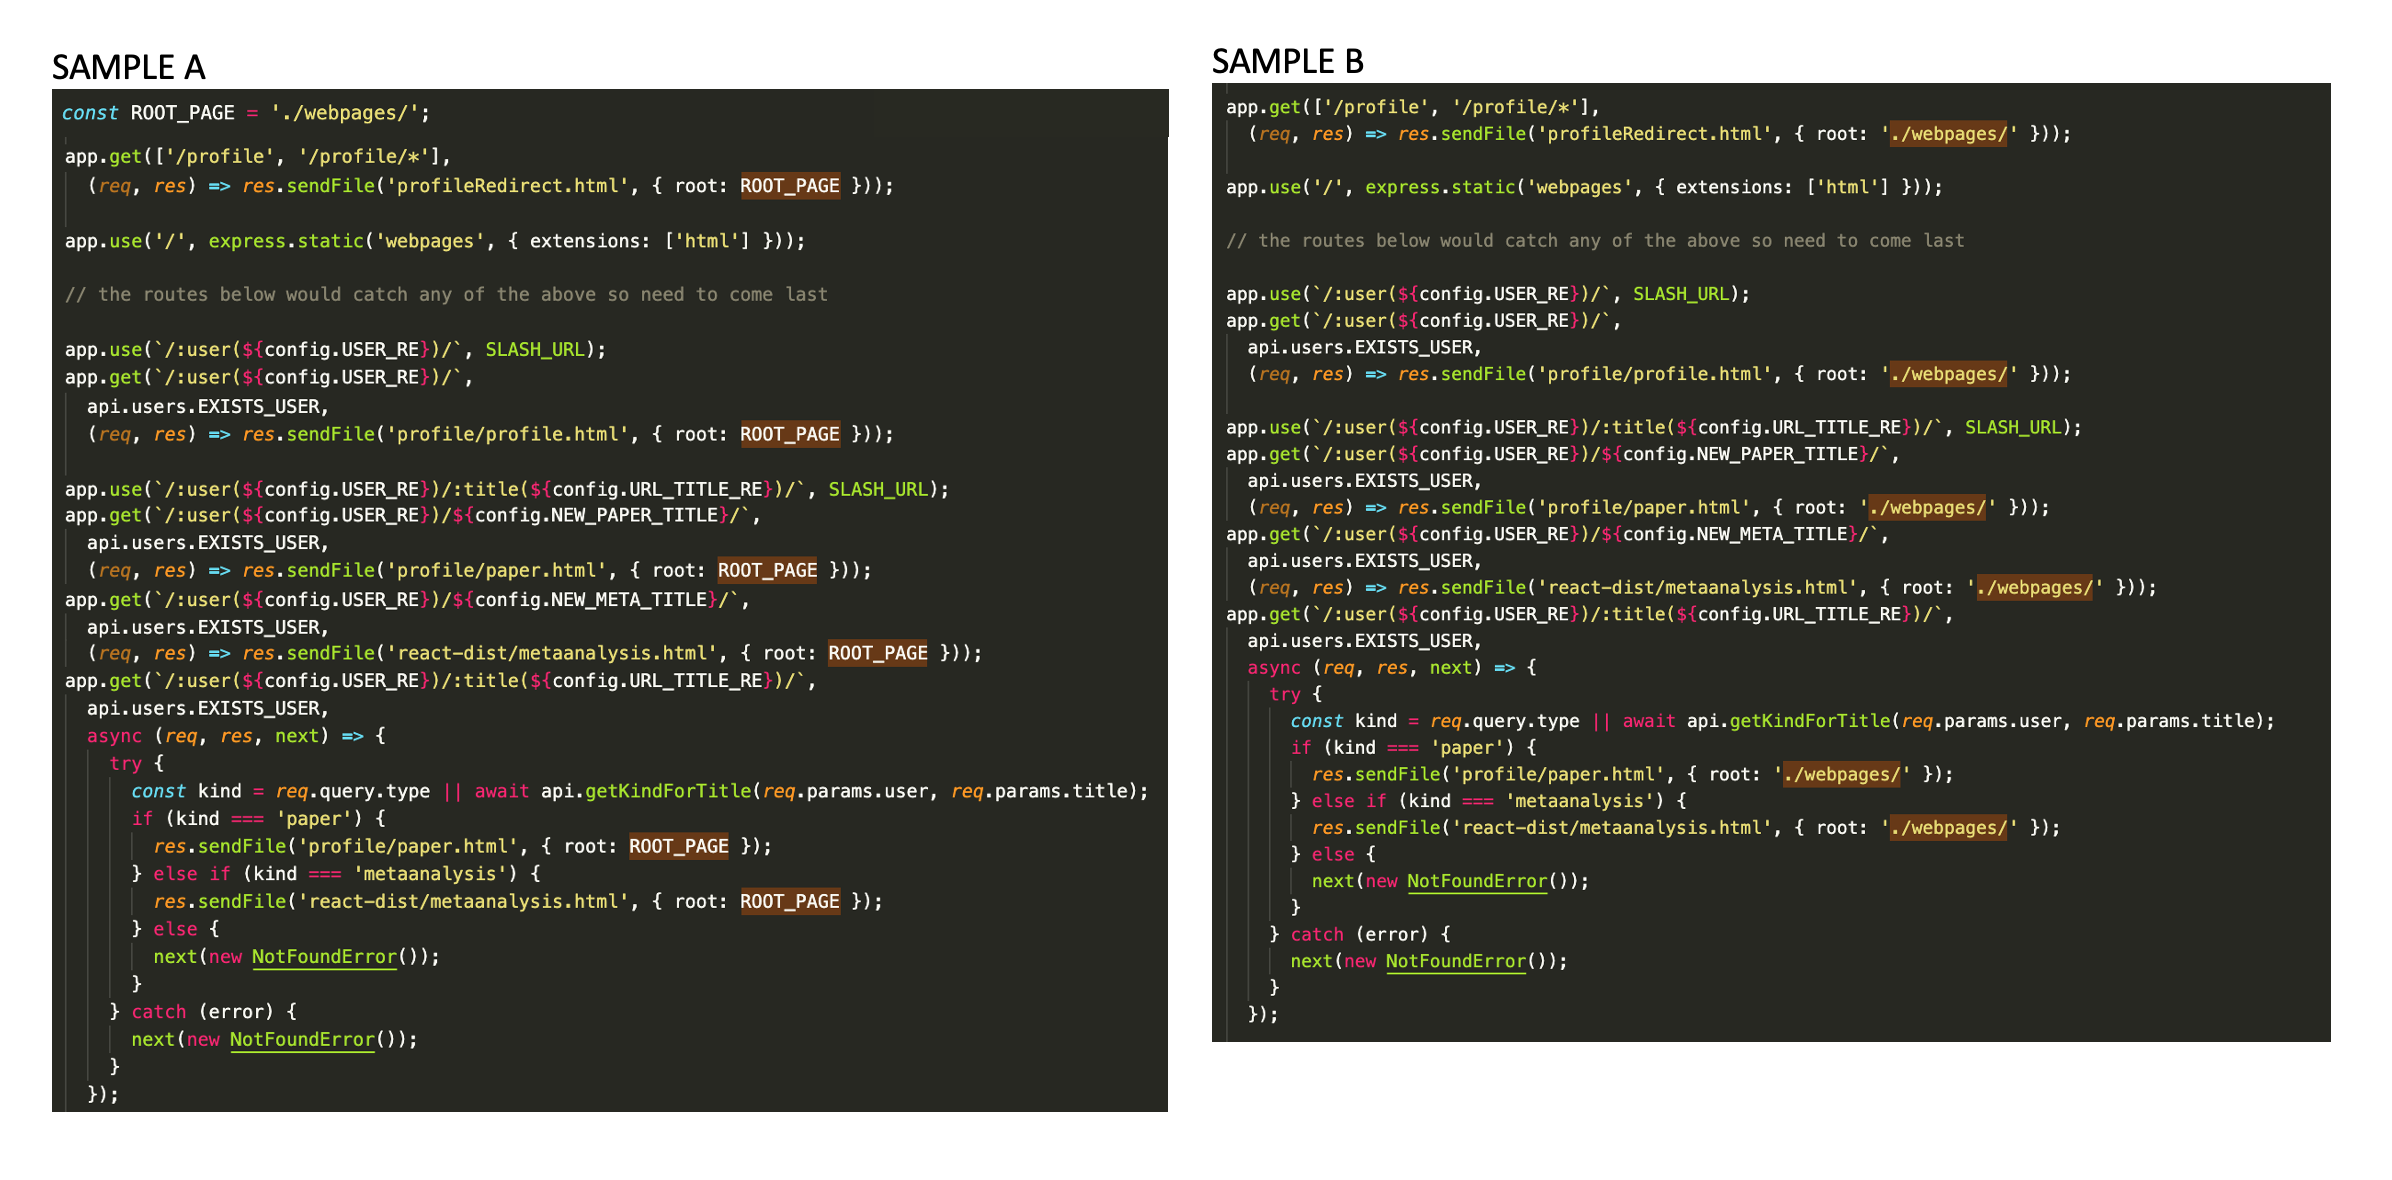 SAMPLE A
const ROOT_PAGE = './webpages/';
app.get(['/profile', '/profile/*'],
(req, res) => res.sendFile('profileRedirect.html', { root: ROOT_PAGE }));
app.use('/', express.static('webpages', { extensions: ['html'] }));
// the routes below would catch any of the above so need to come last
app.use(`/:user(${config.USER_RE})/`, SLASH_URL);
app.get(`/:user(${config.USER_RE})/`,
api.users.EXISTS_USER,
(req, res) => res.sendFile('profile/profile.html', { root: ROOT_PAGE }));
app.use(`/:user(${config.USER_RE})/:title(${config.URL_TITLE_RE})/`, SLASH_URL);
app.get(`/:user(${config.USER_RE})/${config.NEW_PAPER_TITLE}/`,
api.users.EXISTS_USER,
(req, res) => res.sendFile('profile/paper.html', { root: ROOT_PAGE }));
app.get(`/:user(${config.USER_RE})/${config.NEW_META_TITLE}/`,
api.users.EXISTS_USER,
(req, res) => res.sendFile('react-dist/metaanalysis.html', { root: ROOT_PAGE }));
app.get(`/:user(${config.USER_RE})/:title(${config.URL_TITLE_RE})/`,
api.users.EXISTS_USER,
async (req, res, next) => {
try {
const kind = req.query.type || await api.getKindForTitle(req.params.user, req.params.title);
if (kind === 'paper') {
res.sendFile('profile/paper.html', { root: ROOT_PAGE });
} else if (kind === 'metaanalysis') {
res.sendFile('react-dist/metaanalysis.html', { root: ROOT_PAGE });
} else {
next(new NotFoundError());
}
} catch (error) {
next(new NotFoundError());
}
});
SAMPLE B
app.get(['/profile', '/profile/*'],
(req, res) => res.sendFile('profileRedirect.html', { root: './webpages/' }));
app.use('/', express.static('webpages', { extensions: ['html'] }));
// the routes below would catch any of the above so need to come last
app.use(`/:user(${config.USER_RE})/`, SLASH_URL);
app.get(`/:user(${config.USER_RE})/`,
api.users.EXISTS_USER,
(req, res) => res.sendFile('profile/profile.html', { root: './webpages/' }));
app.use(`/:user(${config.USER_RE})/:title(${config.URL_TITLE_RE})/`, SLASH_URL);
app.get(`/:user(${config.USER_RE})/${config.NEW_PAPER_TITLE}/`,
api.users.EXISTS_USER,
(req, res) => res.sendFile('profile/paper.html', { root: './webpages/' }));
app.get(`/:user(${config.USER_RE})/${config.NEW_META_TITLE}/`,
api.users.EXISTS_USER,
(req, res) => res.sendFile('react-dist/metaanalysis.html', { root: './webpages/' }));
app.get(`/:user(${config.USER_RE})/:title(${config.URL_TITLE_RE})/`,
api.users.EXISTS_USER,
async (req, res, next) => {
try {
const kind = req.query.type || await api.getKindForTitle(req.params.user, req.params.title);
if (kind === 'paper') {
res.sendFile('profile/paper.html', { root: './webpages/' });
} else if (kind === 'metaanalysis') {
res.sendFile('react-dist/metaanalysis.html', { root: './webpages/' });
} else {
next(new NotFoundError());
}
} catch (error) {
next(new NotFoundError());
}
});